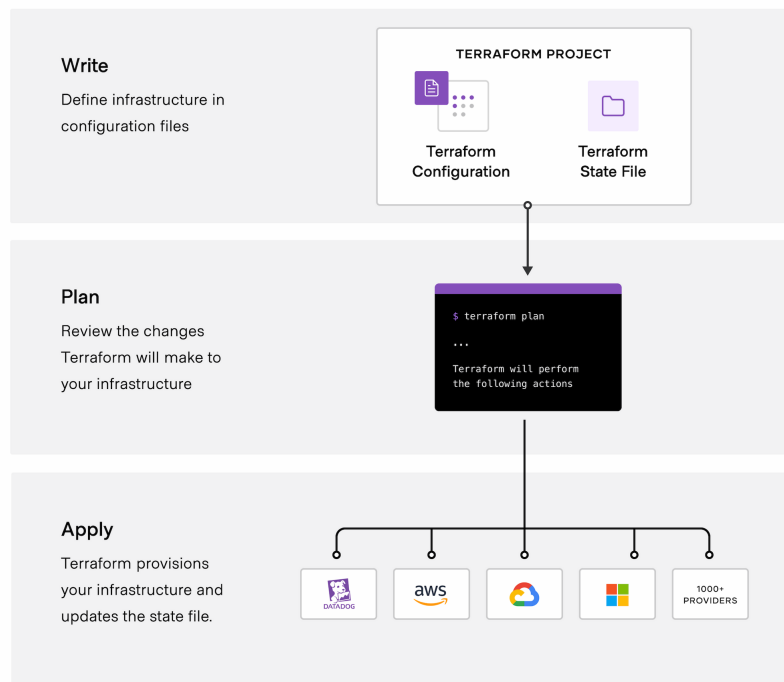 Write
Define infrastructure in
configuration files
TERRAFORM PROJECT
Terraform
Configuration
Terraform
State File
Plan
Review the changes
Terraform will make to
your infrastructure
$ terraform plan
...
Terraform will perform
the following actions
Apply
Terraform provisions
your infrastructure and
updates the state file.
DATADOG
aws
1000+
PROVIDERS